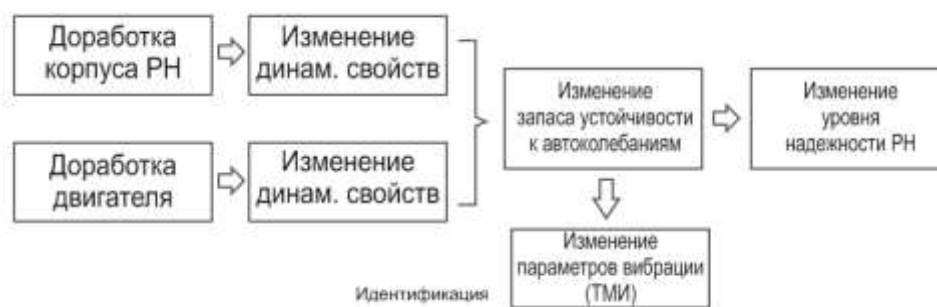 Доработка
корпуса РН
Изменение
динам. свойств
Доработка
двигателя
Изменение
динам. свойств
Изменение
запаса устойчивости
к автоколебаниям
Изменение
уровня
надежности РН
Изменение
параметров вибрации
(ТМИ)
Идентификация